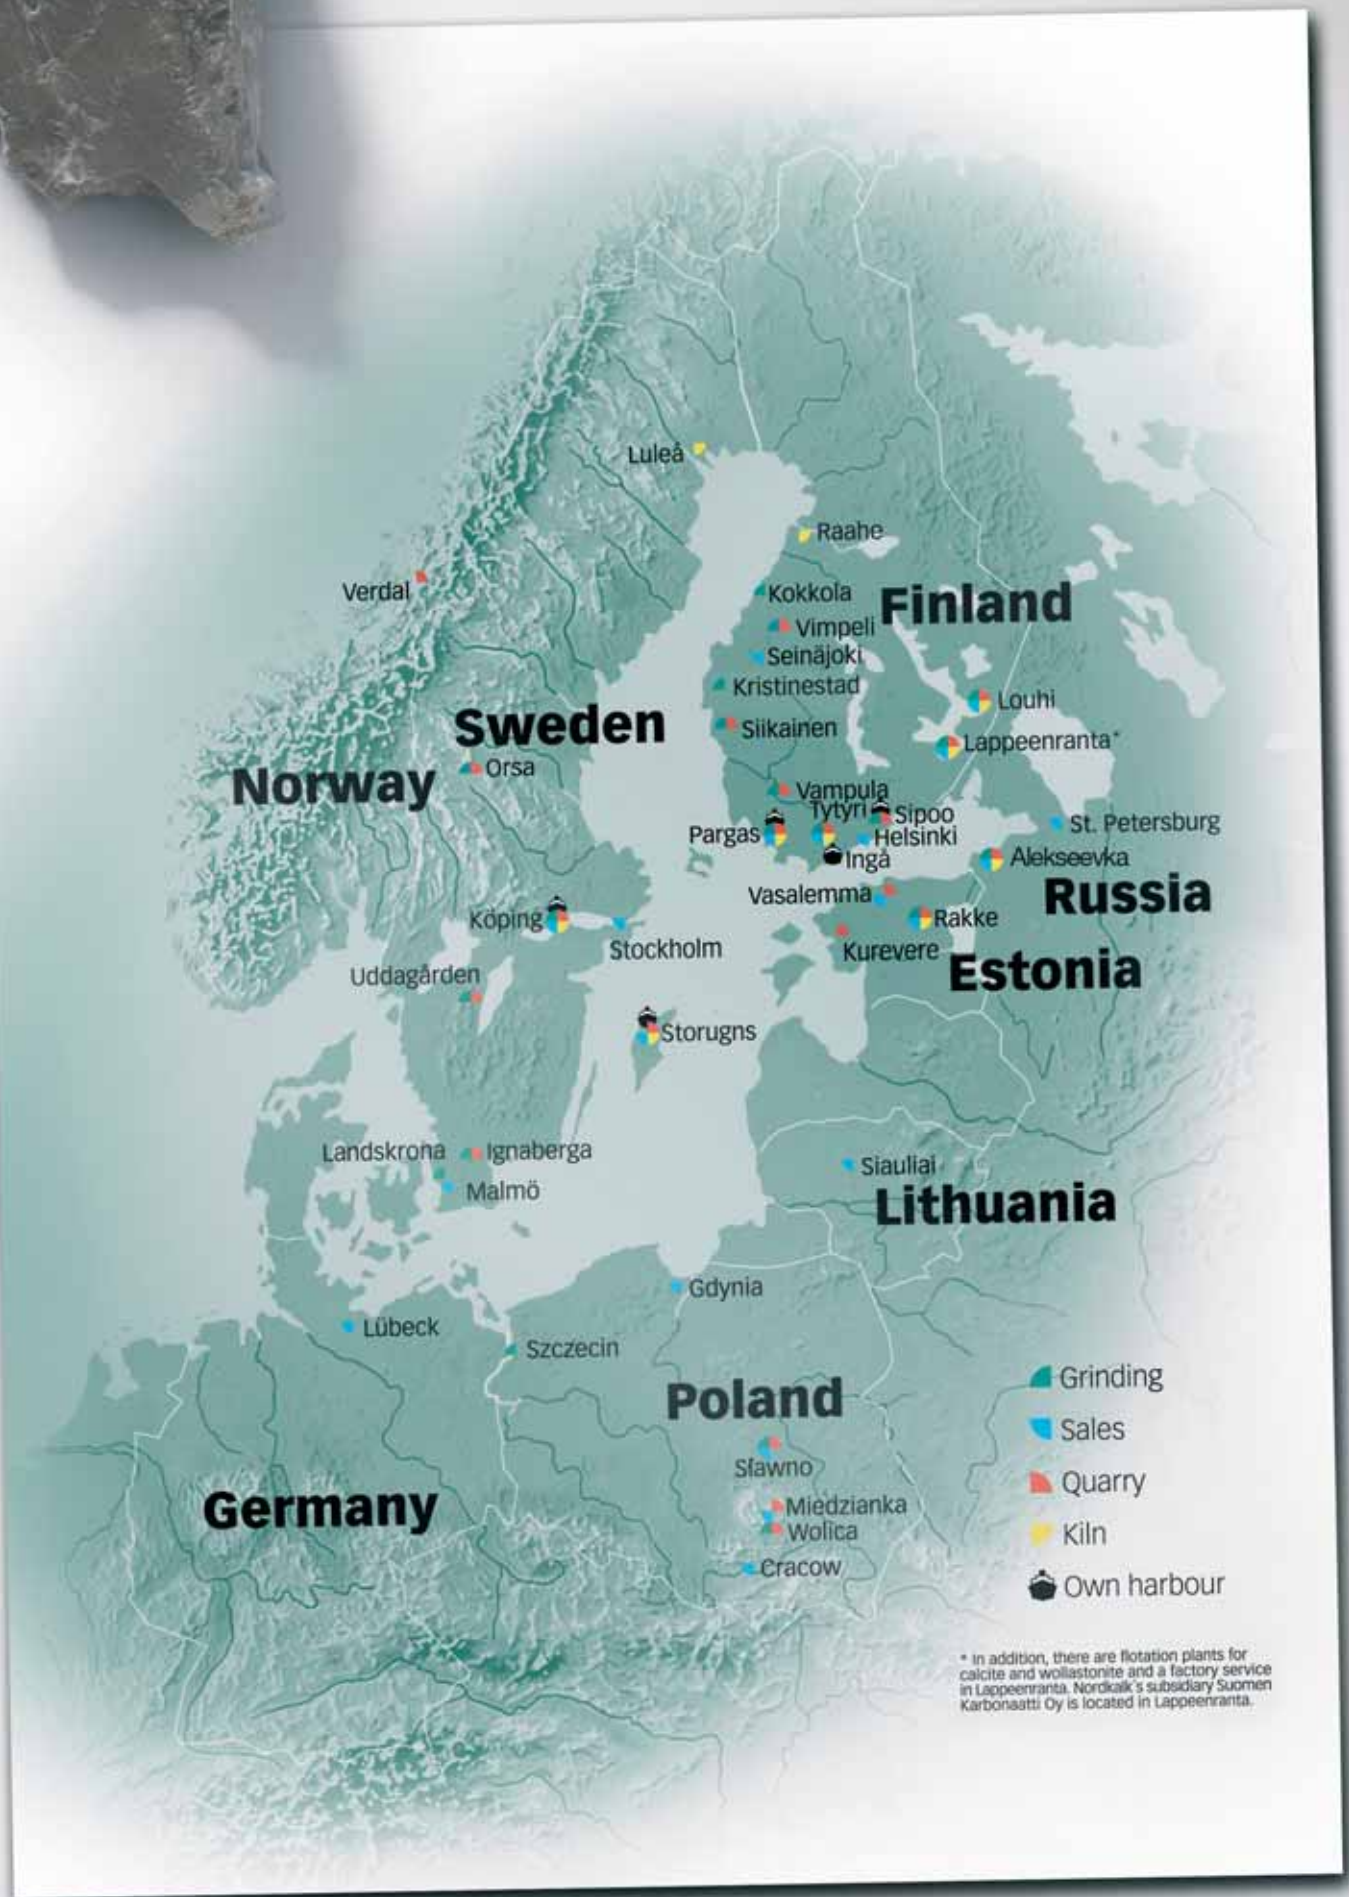 Luleå
Raahe
Verdal
Kokkola
Finland
Vimpeli
Seinäjoki
Kristinestad
Louhi
Sweden
Siikainen
Lappeenranta*
Orsa
Norway
Vampula
Tytyri
Sipoo
St. Petersburg
Pargas
Helsinki
Ingå
Alekseevka
Vasalemma
Russia
Köping
Rakke
Stockholm
Kurevere
Estonia
Uddagården
Storugns
Landskrona
Ignaberga
Siauliai
Malmö
Lithuania
Gdynia
Lübeck
Szczecin
Poland
Grinding
Sales
Sławno
Quarry
Germany
Miedzianka
Wolica
Kiln
Cracow
Own harbour
* In addition, there are flotation plants for
calcite and wollastonite and a factory service
in Lappeenranta. Nordkalk's subsidiary Suomen
Karbonaatti Oy is located in Lappeenranta.